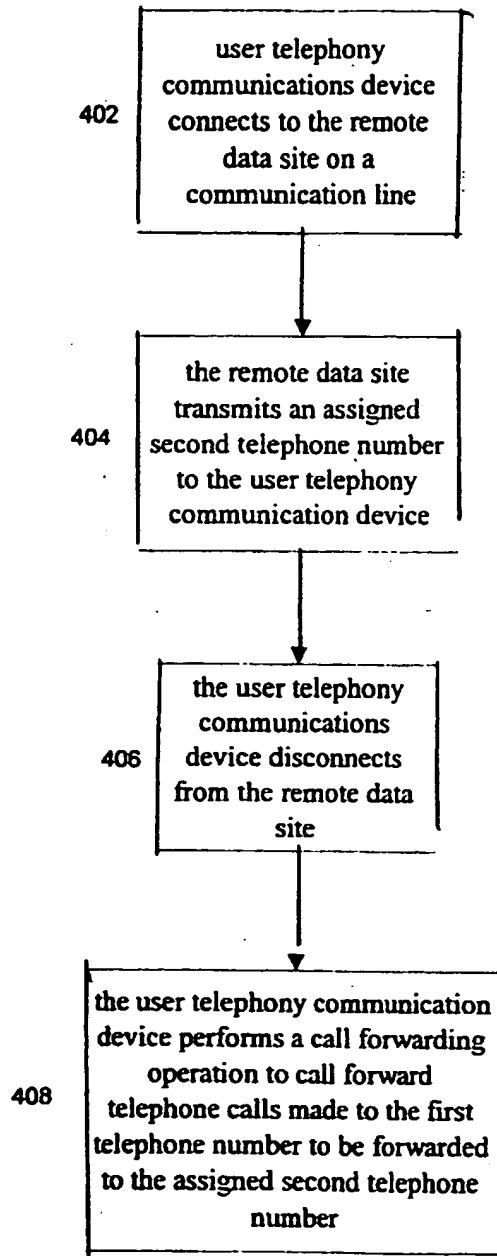 user telephony
communications device
402
connects to the remote
data site on a
communication line
the remote data site
transmits an assigned
404
second telephone number
to the user telephony
communication device
the user telephony
communications
406
device disconnects
from the remote data
site
the user telephony communication
device performs a call forwarding
operation to call forward
408
telephone calls made to the first
telephone number to be forwarded
to the assigned second telephone
number